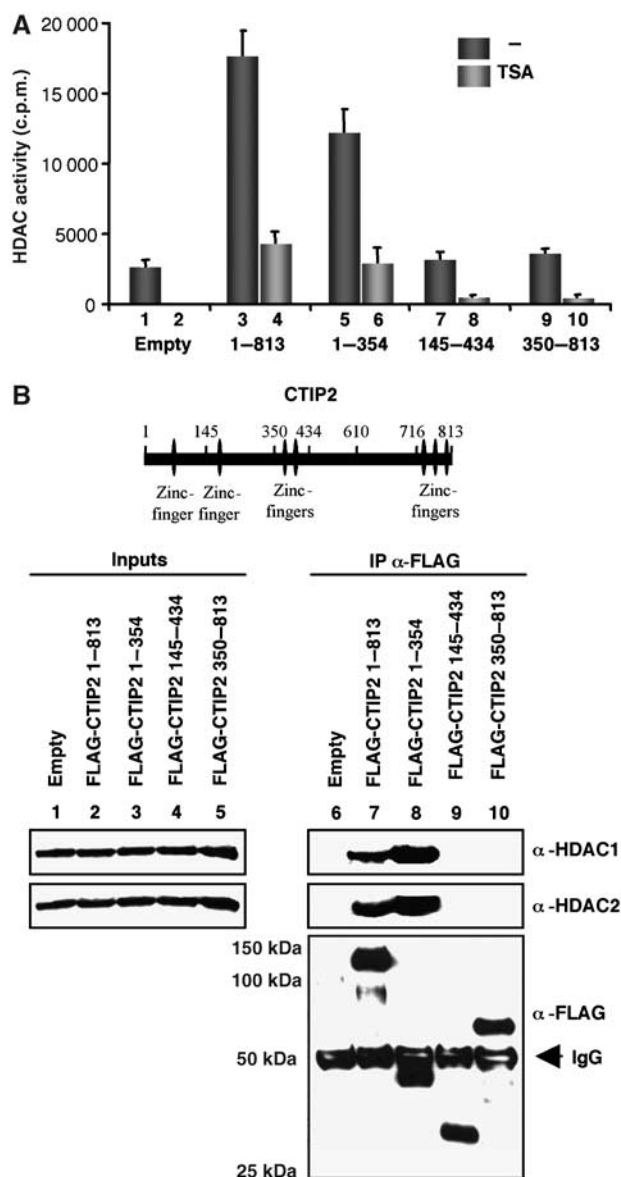 A
HDAC activity (c.p.m.)
20 000
15 000
10 000
5000
0
–
TSA
1 2 3 4 5 6 7 8 9 10
Empty 1–813 1–354 145–434 350–813
B
CTIP2
1 145 350 434 610 716 813
Zinc-finger Zinc-finger Zinc-fingers Zinc-fingers
Inputs
Empty
FLAG-CTIP2 1–813
FLAG-CTIP2 1–354
FLAG-CTIP2 145–434
FLAG-CTIP2 350–813
1 2 3 4 5
IP α-FLAG
Empty
FLAG-CTIP2 1–813
FLAG-CTIP2 1–354
FLAG-CTIP2 145–434
FLAG-CTIP2 350–813
6 7 8 9 10
α-HDAC1
α-HDAC2
150 kDa
100 kDa
α-FLAG
50 kDa
IgG
25 kDa